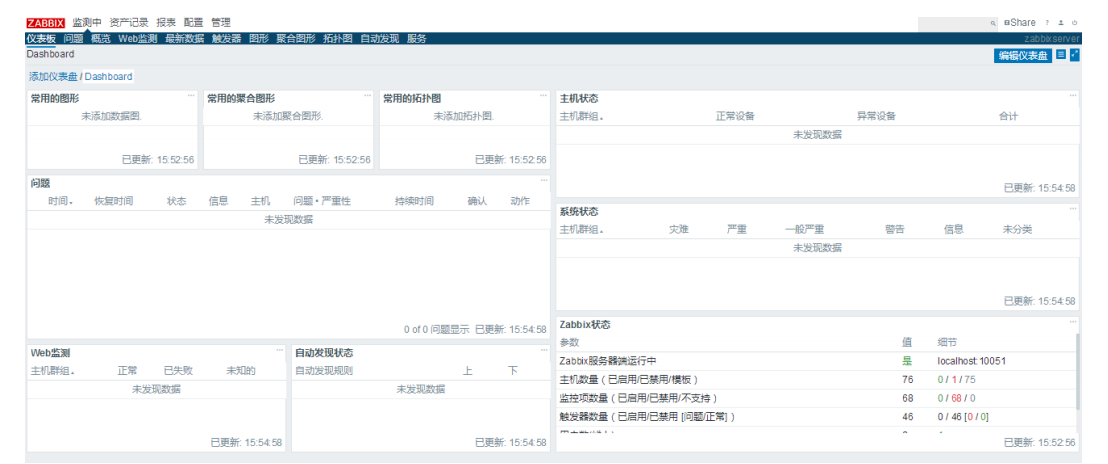 ZABBIX 监测中 资产记录 报表 配置 管理 Share ?
仪表板 问题 概览 Web监测 最新数据 触发器 图形 聚合图形 拓扑图 自动发现 服务 zabbixserver
Dashboard 编辑仪表盘
添加仪表盘 / Dashboard
常用的图形 ···
未添加数据图.
已更新: 15:52:56
常用的聚合图形
未添加聚合图形.
已更新: 15:52:56
常用的拓扑图 ···
未添加拓扑图.
已更新: 15:52:56
主机状态 ···
主机群组 正常设备 异常设备 合计
未发现数据
已更新: 15:54:58
问题 ···
时间 恢复时间 状态 信息 主机 问题 • 严重性 持续时间 确认 动作
未发现数据
0 of 0 问题显示 已更新: 15:54:58
系统状态 ···
主机群组 灾难 严重 一般严重 警告 信息 未分类
未发现数据
已更新: 15:54:58
Web监测 ···
主机群组 正常 已失败 未知的
未发现数据
已更新: 15:54:58
自动发现状态 ···
自动发现规则 上 下
未发现数据
已更新: 15:54:58
Zabbix状态 ···
参数 值 细节
Zabbix服务器端运行中 是 localhost:10051
主机数量 ( 已启用/已禁用/模板 ) 76 0 / 1 / 75
监控项数量 ( 已启用/已禁用/不支持 ) 68 0 / 68 / 0
触发器数量 ( 已启用/已禁用 [问题/正常] ) 46 0 / 46 [0 / 0]
已更新: 15:52:56